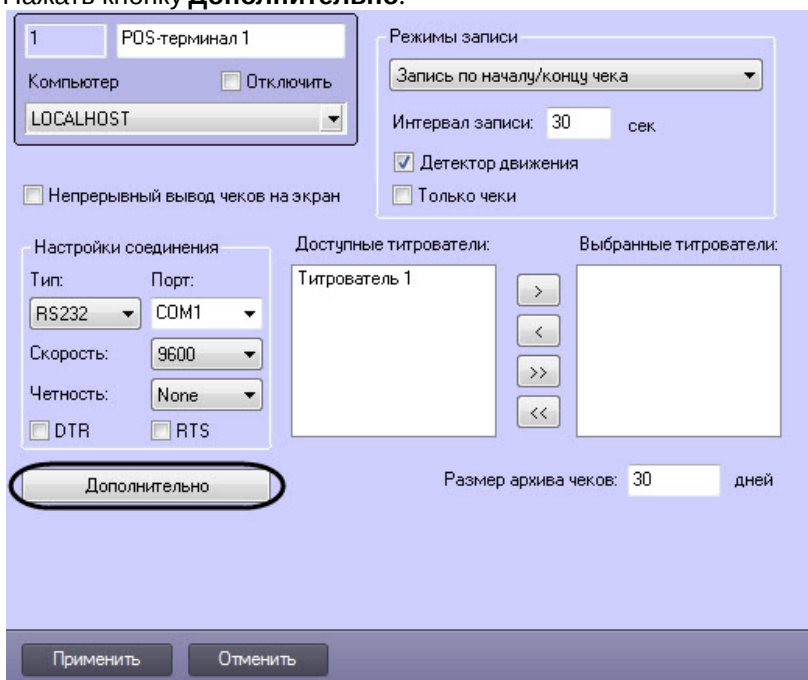 Нажать кнопку Дополнительно.
1 POS-терминал 1
Компьютер Отключить
LOCALHOST
Непрерывный вывод чеков на экран
Режимы записи
Запись по началу/концу чека
Интервал записи: 30 сек
Детектор движения
Только чеки
Настройки соединения
Тип: Порт:
RS232 COM1
Скорость: 9600
Четность: None
DTR RTS
Доступные титрователи:
Титрователь 1
>
<
>>
<<
Выбранные титрователи:
Дополнительно
Размер архива чеков: 30 дней
Применить Отменить